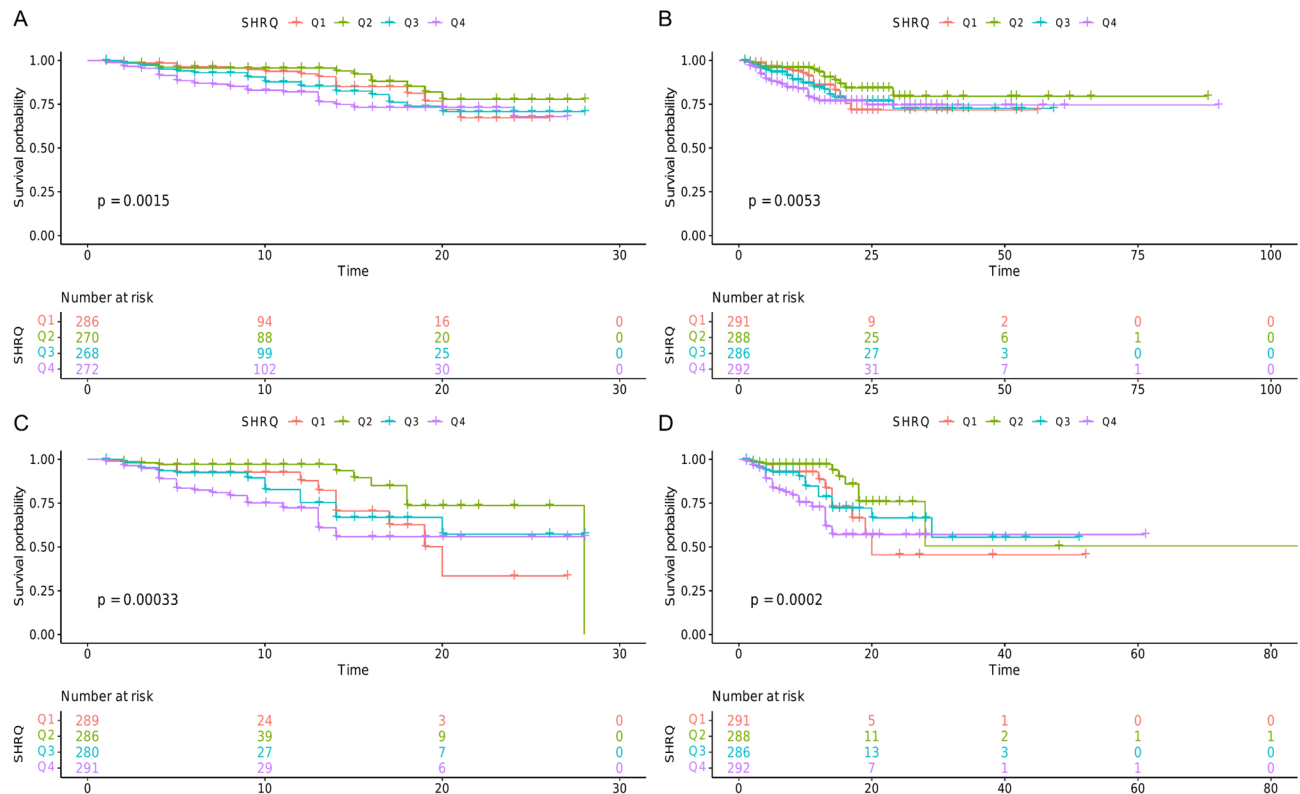 A
SHRQ Q1 Q2 Q3 Q4
Survival porbability
1.00
0.75
0.50
0.25
0.00
p = 0.0015
0 10 20 30
Time
Number at risk
SHRQ
Q1 286 94 16 0
Q2 270 88 20 0
Q3 268 99 25 0
Q4 272 102 30 0
0 10 20 30
B
SHRQ Q1 Q2 Q3 Q4
Survival porbability
1.00
0.75
0.50
0.25
0.00
p = 0.0053
0 25 50 75 100
Time
Number at risk
SHRQ
Q1 291 9 2 0 0
Q2 288 25 6 1 0
Q3 286 27 3 0 0
Q4 292 31 7 1 0
0 25 50 75 100
C
SHRQ Q1 Q2 Q3 Q4
Survival porbability
1.00
0.75
0.50
0.25
0.00
p = 0.00033
0 10 20 30
Time
Number at risk
SHRQ
Q1 289 24 3 0
Q2 286 39 9 0
Q3 280 27 7 0
Q4 291 29 6 0
0 10 20 30
D
SHRQ Q1 Q2 Q3 Q4
Survival porbability
1.00
0.75
0.50
0.25
0.00
p = 0.0002
0 20 40 60 80
Time
Number at risk
SHRQ
Q1 291 5 1 0 0
Q2 288 11 2 1 1
Q3 286 13 3 0 0
Q4 292 7 1 1 0
0 20 40 60 80